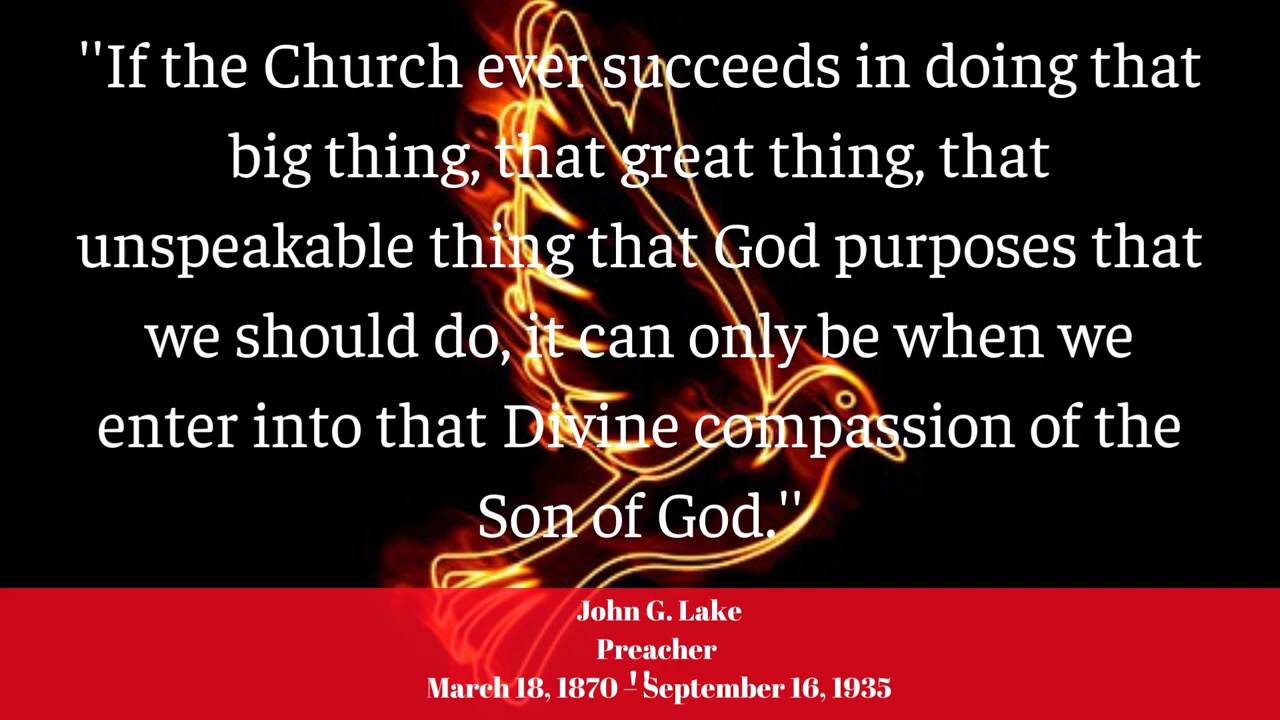 "If the Church ever succeeds in doing that
big thing, that great thing, that
unspeakable thing that God purposes that
we should do, it can only be when we
enter into that Divine compassion of the
Son of God."
John G. Lake
Preacher
March 18, 1870 – September 16, 1935